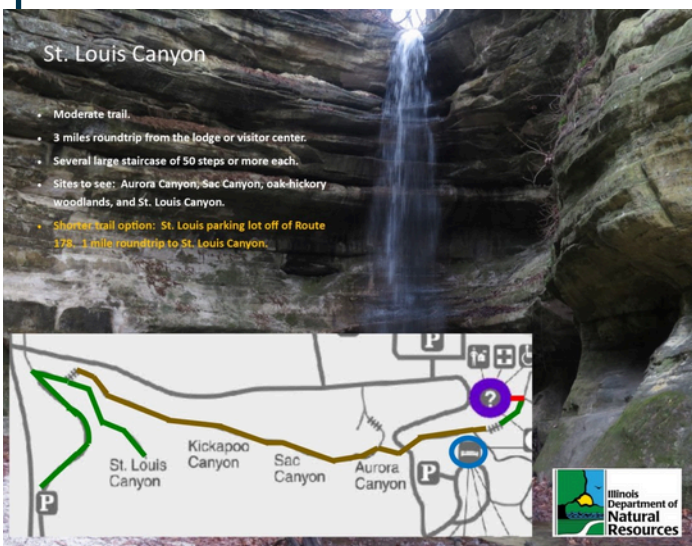 St. Louis Canyon
Moderate trail.
3 miles roundtrip from the lodge or visitor center.
Several large staircase of 50 steps or more each.
Sites to see: Aurora Canyon, Sac Canyon, oak-hickory
woodlands, and St. Louis Canyon.
Shorter trail option: St. Louis parking lot off of Route
178. 1 mile roundtrip to St. Louis Canyon.
P
?
St. Louis
Canyon
Kickapoo
Canyon
Sac
Canyon
Aurora
Canyon
P
P
Illinois
Department of
Natural
Resources